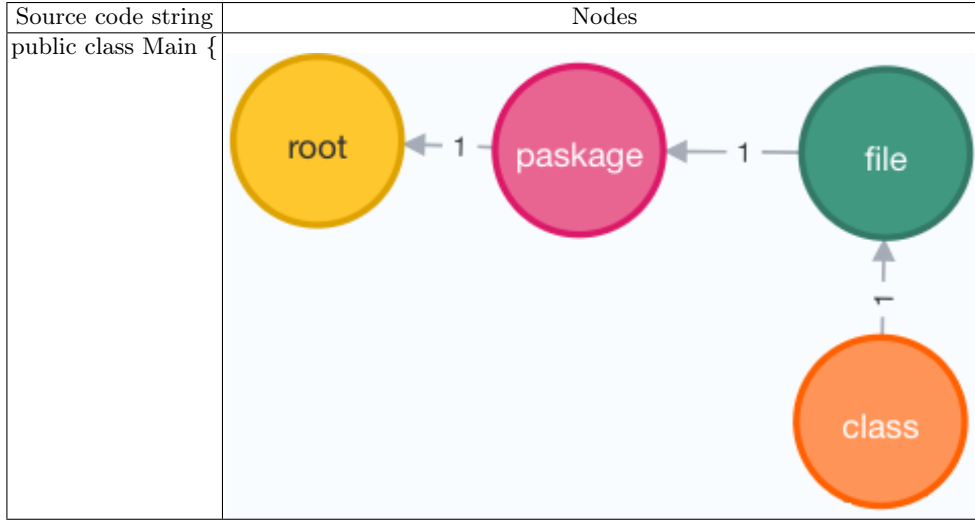 Source code string Nodes
public class Main {
root 1 paskage 1 file
1
class